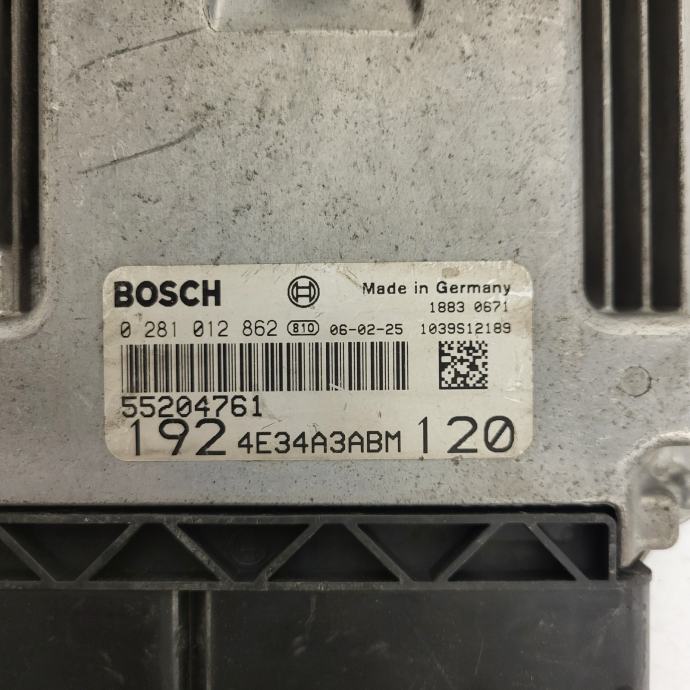 BOSCH Made in Germany
1883 0671
0 281 012 862 810 06-02-25 1039S12189
55204761
192 4E34A3ABM 120